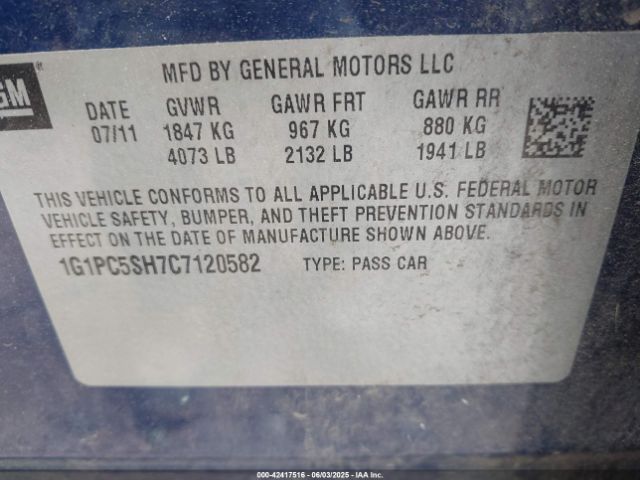 GM
MFD BY GENERAL MOTORS LLC
DATE GVWR GAWR FRT GAWR RR
07/11 1847 KG 967 KG 880 KG
4073 LB 2132 LB 1941 LB
THIS VEHICLE CONFORMS TO ALL APPLICABLE U.S. FEDERAL MOTOR
VEHICLE SAFETY, BUMPER, AND THEFT PREVENTION STANDARDS IN
EFFECT ON THE DATE OF MANUFACTURE SHOWN ABOVE.
1G1PC5SH7C7120582 TYPE: PASS CAR
000-42417516 - 06/03/2025 - IAA Inc.